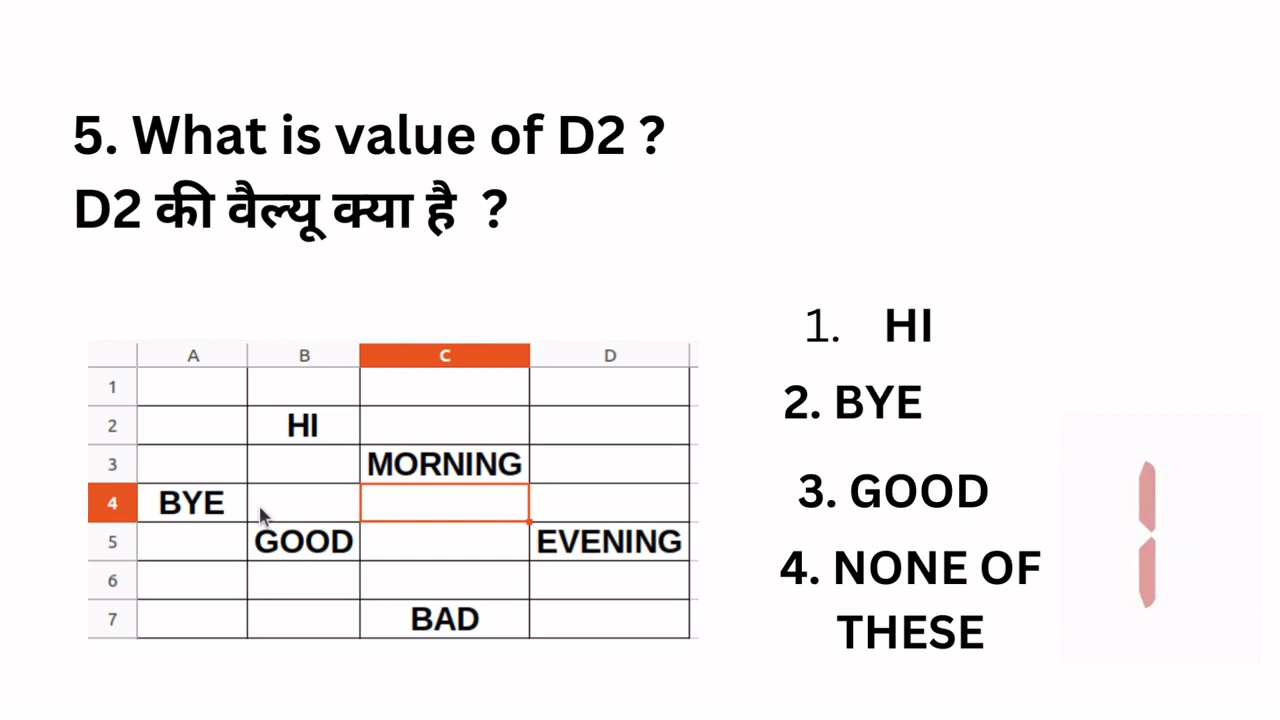 5. What is value of D2 ?
D2 की वैल्यू क्या है ?
A B C D
1
2 HI
3 MORNING
4 BYE
5 GOOD EVENING
6
7 BAD
1. HI
2. BYE
3. GOOD
4. NONE OF
THESE
1